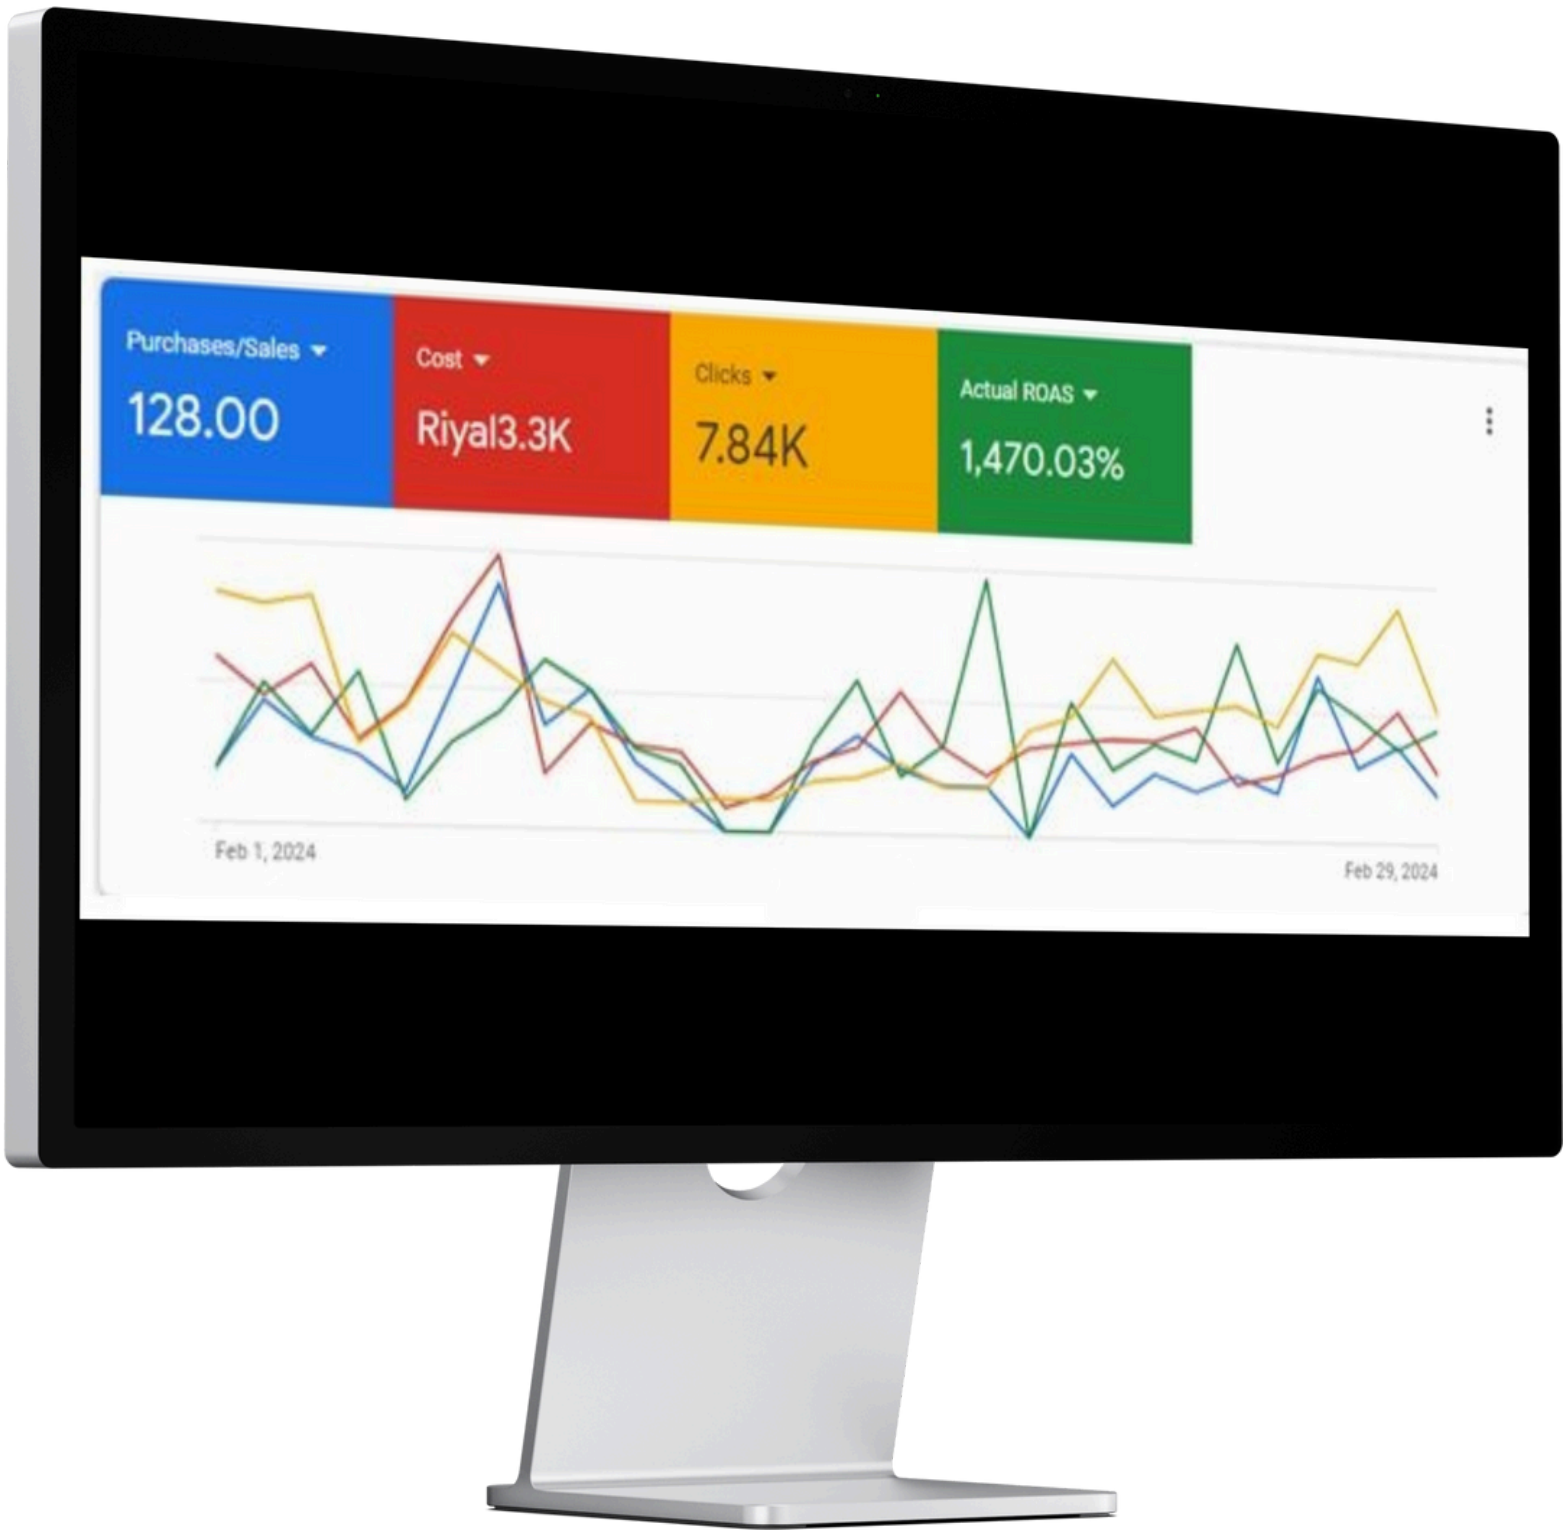 Purchases/Sales
128.00
Cost
Riyal3.3K
Clicks
7.84K
Actual ROAS
1,470.03%
Feb 1, 2024
Feb 29, 2024